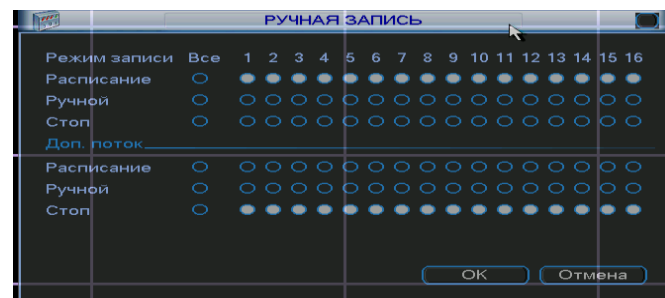 РУЧНАЯ ЗАПИСЬ
Режим записи Все 1 2 3 4 5 6 7 8 9 10 11 12 13 14 15 16
Расписание
Ручной
Стоп
Доп. поток
Расписание
Ручной
Стоп
OK Отмена